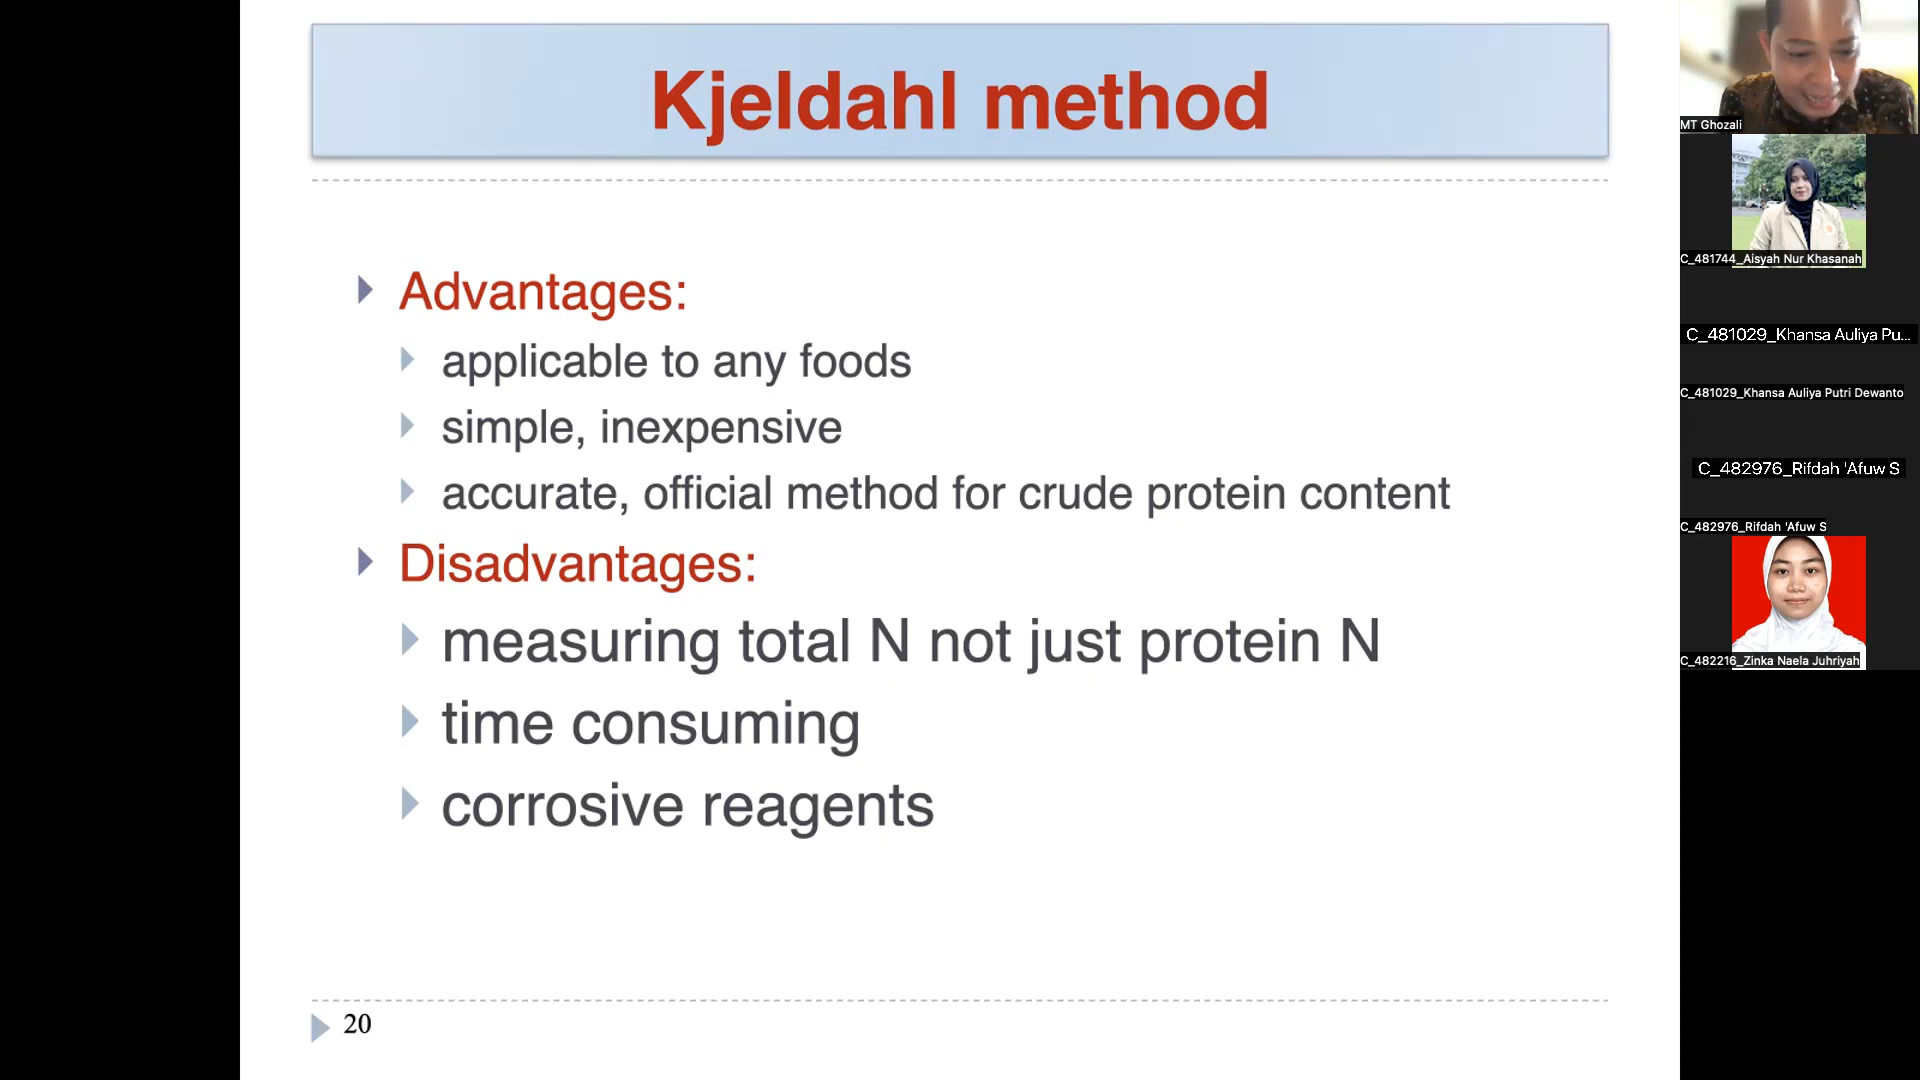 Kjeldahl method
Advantages:
applicable to any foods
simple, inexpensive
accurate, official method for crude protein content
Disadvantages:
measuring total N not just protein N
time consuming
corrosive reagents
20
MT Ghozali
C_481744_Aisyah Nur Khasanah
C_481029_Khansa Auliya Pu...
C_481029_Khansa Auliya Putri Dewanto
C_482976_Rifdah 'Afuw S
C_482976_Rifdah 'Afuw S
C_482216_Zinka Naela Juhriyah